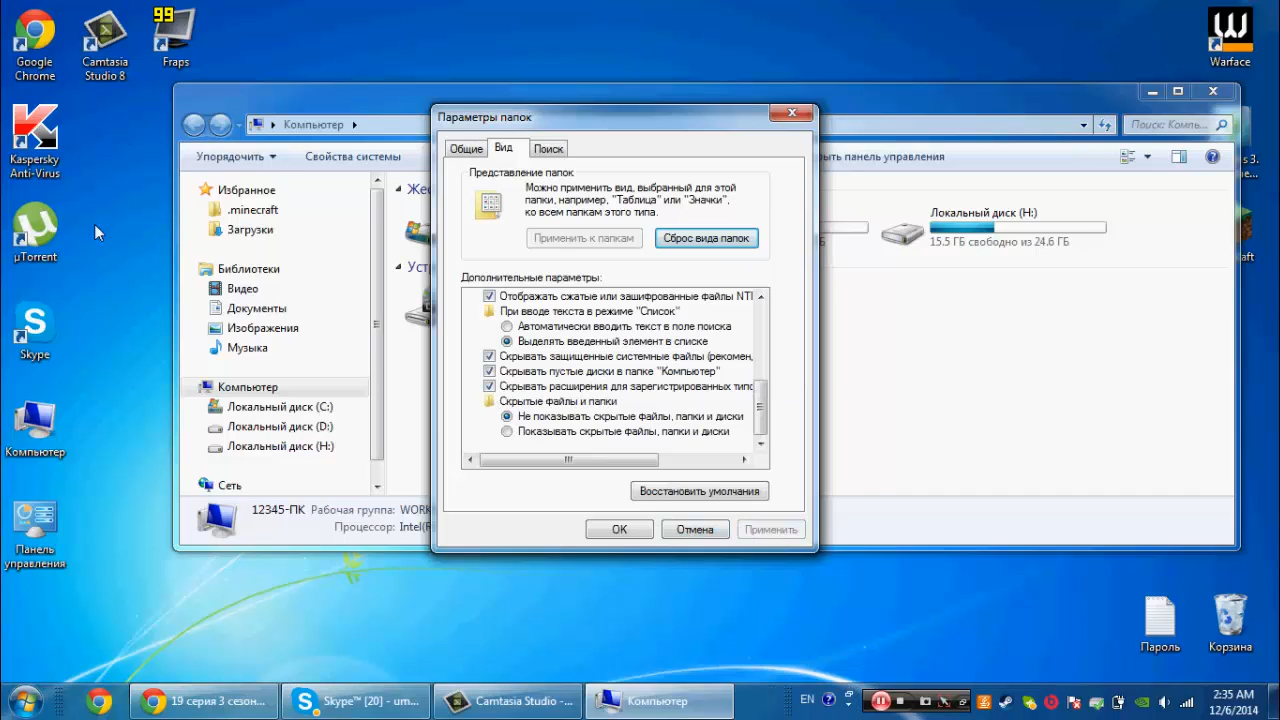 99
Google
Chrome
Camtasia
Studio 8
Fraps
Warface
Kaspersky
Anti-Virus
µTorrent
Skype
Компьютер
Панель
управления
Пароль
Корзина
Компьютер
Поиск: Компь...
Упорядочить
Свойства системы
ыть панель управления
Избранное
.minecraft
Загрузки
Библиотеки
Видео
Документы
Изображения
Музыка
Компьютер
Локальный диск (C:)
Локальный диск (D:)
Локальный диск (H:)
Сеть
Жес
Уст
Локальный диск (H:)
15.5 ГБ свободно из 24.6 ГБ
12345-ПК Рабочая группа: WORK
Процессор: Intel(R
Параметры папок
Общие
Вид
Поиск
Представление папок
Можно применить вид, выбранный для этой
папки, например, "Таблица" или "Значки",
ко всем папкам этого типа.
Применить к папкам
Сброс вида папок
Дополнительные параметры:
Отображать сжатые или зашифрованные файлы NTI
При вводе текста в режиме "Список"
Автоматически вводить текст в поле поиска
Выделять введенный элемент в списке
Скрывать защищенные системные файлы (рекомен,
Скрывать пустые диски в папке "Компьютер"
Скрывать расширения для зарегистрированных типо
Скрытые файлы и папки
Не показывать скрытые файлы, папки и диски
Показывать скрытые файлы, папки и диски
Восстановить умолчания
OK
Отмена
Применить
19 серия 3 сезон...
Skype™ [20] - um...
Camtasia Studio -...
Компьютер
EN
2:35 AM
12/6/2014